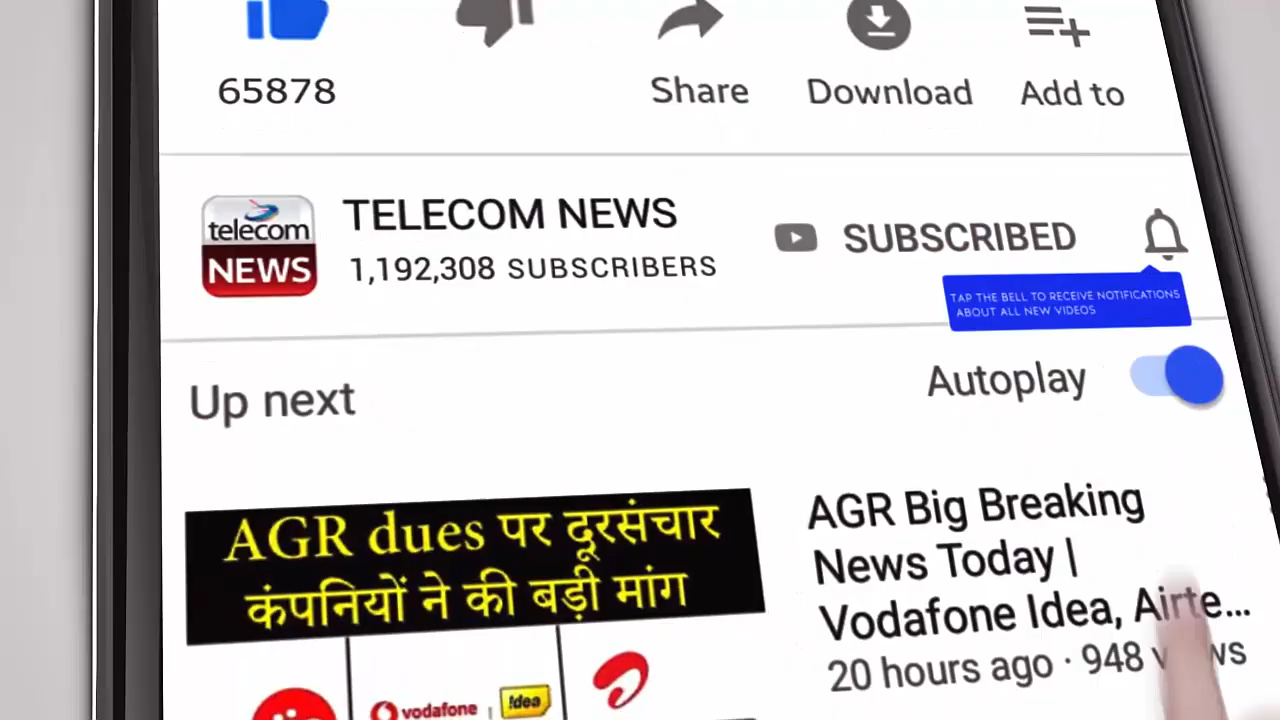 65878
Share
Download
Add to
telecom
NEWS
TELECOM NEWS
1,192,308 SUBSCRIBERS
SUBSCRIBED
TAP THE BELL TO RECEIVE NOTIFICATIONS
ABOUT ALL NEW VIDEOS
Up next
Autoplay
AGR dues पर दूरसंचार
कंपनियों ने की बड़ी मांग
vodafone
!dea
AGR Big Breaking
News Today |
Vodafone Idea, Airte...
20 hours ago · 948 views